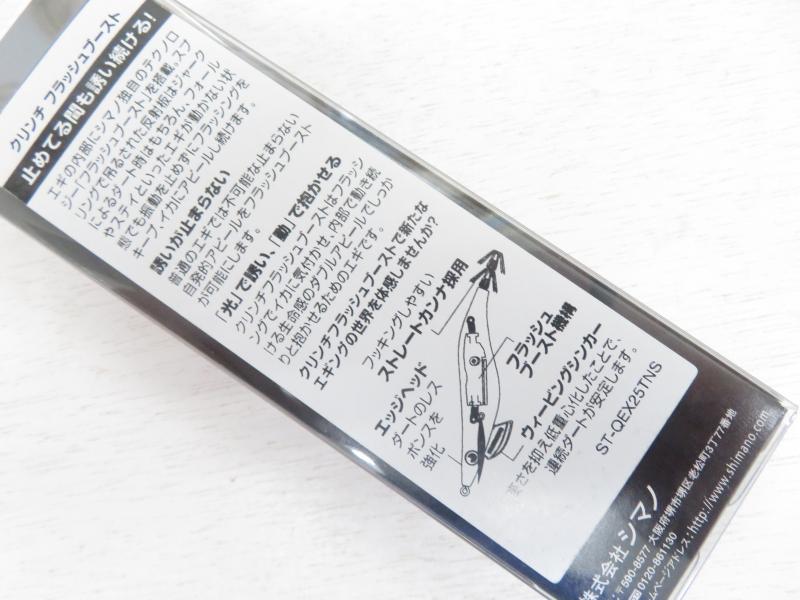 クリンチ フラッシュブースト
止めてる間も誘い続ける!
エギの内部にシマノ独自のテクノロ
ジー「フラッシュブースト」を搭載。スプ
リングで吊るされた反射板はジャーク
によるダート時はもちろん、フォール
やステイといったエギが動かない状
態でも振動を止めずにフラッシングを
キープ、イカにアピールし続けます。
誘いが止まらない
普通のエギでは不可能な止まらない
自発的アピールをフラッシュブースト
が可能にします。
「光」で誘い、「動」で抱かせる
クリンチフラッシュブーストはフラッシ
ングでイカに気付かせ、内部で動き続
ける生命感のダブルアピールでしっか
りと抱かせるためのエギです。
クリンチフラッシュブーストで新たな
エギングの世界を体感しませんか?
フッキングしやすい
ストレートカンナ採用
エッジヘッド
ダートのレス
ポンスを
強化
フラッシュ
ブースト機構
ウィーピングシンカー
さを抑え低重心化したことで、
連続ダートが安定します。
ST-QEX25TNS
株式会社シマノ
〒590-8577 大阪府堺市堺区老松町3丁77番地
0120-861130
ムページアドレス:http://www.shimano.com